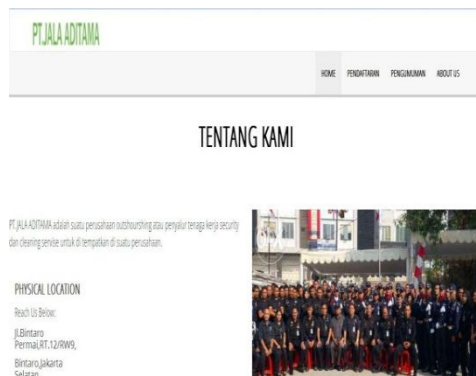 PT.JALA ADITAMA
HOME PENDAFTARAN PENGUMUMAN ABOUT US
TENTANG KAMI
PT.JALA ADITAMA adalah suatu perusahaan outshourshing atau penyalur tenaga kerja security
dan cleaning servise untuk di tempatkan di suatu perusahaan.
PHYSICAL LOCATION
Reach Us Below:
Jl.Bintaro
Permai,RT.12/RW9,
Bintaro,Jakarta
Selatan